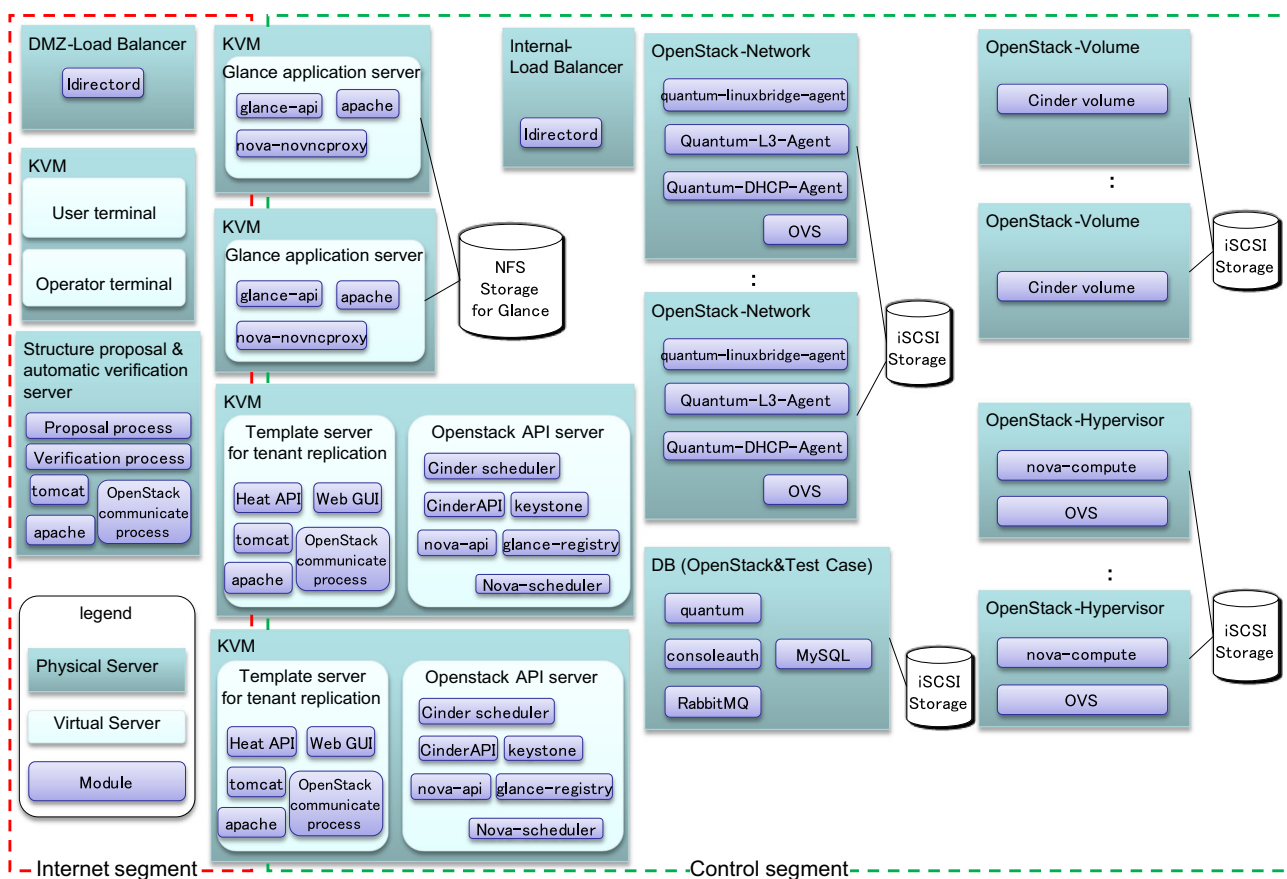 DMZ-Load Balancer
ldirectord
KVM
User terminal
Operator terminal
Structure proposal &
automatic verification
server
Proposal process
Verification process
tomcat
apache
OpenStack
communicate
process
legend
Physical Server
Virtual Server
Module
Internet segment
KVM
Glance application server
glance-api
apache
nova-novncproxy
KVM
Glance application server
glance-api
apache
nova-novncproxy
NFS
Storage
for Glance
KVM
Template server
for tenant replication
Heat API
Web GUI
tomcat
apache
OpenStack
communicate
process
Openstack API server
Cinder scheduler
CinderAPI
keystone
nova-api
glance-registry
Nova-scheduler
KVM
Template server
for tenant replication
Heat API
Web GUI
tomcat
apache
OpenStack
communicate
process
Openstack API server
Cinder scheduler
CinderAPI
keystone
nova-api
glance-registry
Nova-scheduler
Internal-
Load Balancer
ldirectord
OpenStack-Network
quantum-linuxbridge-agent
Quantum-L3-Agent
Quantum-DHCP-Agent
OVS
:
OpenStack-Network
quantum-linuxbridge-agent
Quantum-L3-Agent
Quantum-DHCP-Agent
OVS
iSCSI
Storage
DB (OpenStack&Test Case)
quantum
consoleauth
MySQL
RabbitMQ
iSCSI
Storage
OpenStack-Volume
Cinder volume
:
OpenStack-Volume
Cinder volume
iSCSI
Storage
OpenStack-Hypervisor
nova-compute
OVS
:
OpenStack-Hypervisor
nova-compute
OVS
iSCSI
Storage
Control segment